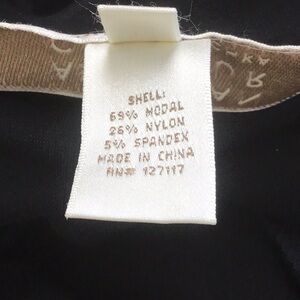 SHELL:
69% MODAL
26% NYLON
5% SPANDEX
MADE IN CHINA
RN# 127117